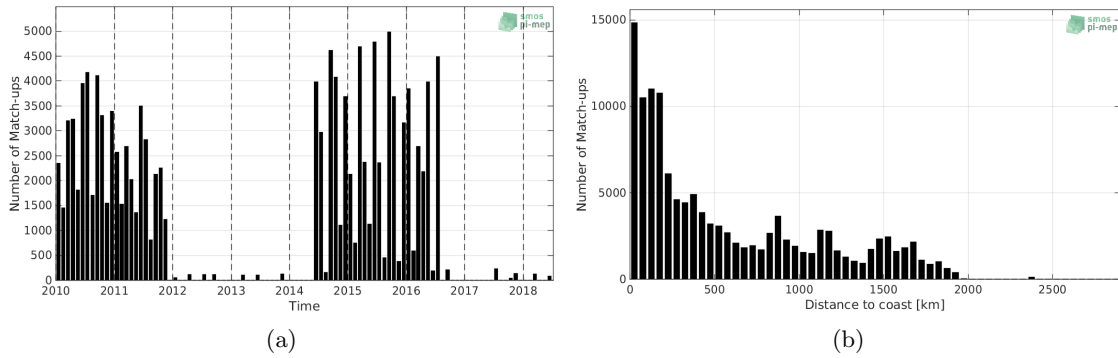 smos
pi-mep
5000
4500
4000
3500
3000
2500
2000
1500
1000
500
0
Number of Match-ups
2010 2011 2012 2013 2014 2015 2016 2017 2018
Time
(a)
smos
pi-mep
15000
10000
5000
0
Number of Match-ups
0 500 1000 1500 2000 2500
Distance to coast [km]
(b)